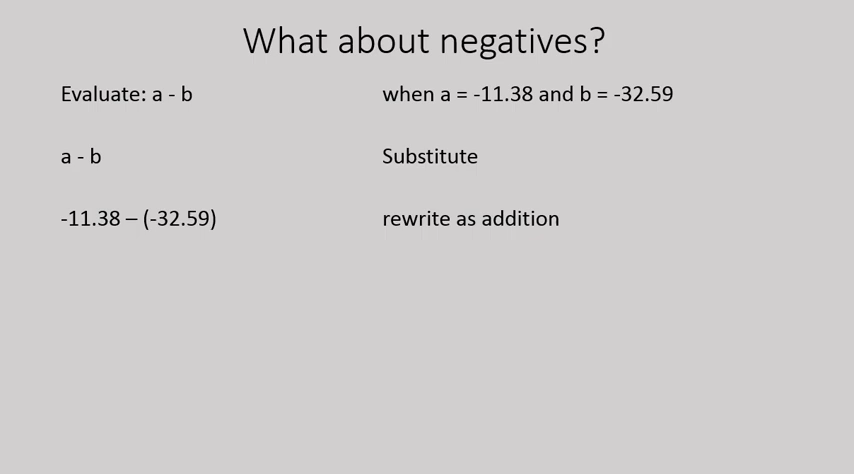 What about negatives?
Evaluate: a - b when a = -11.38 and b = -32.59
a - b Substitute
-11.38 – (-32.59) rewrite as addition